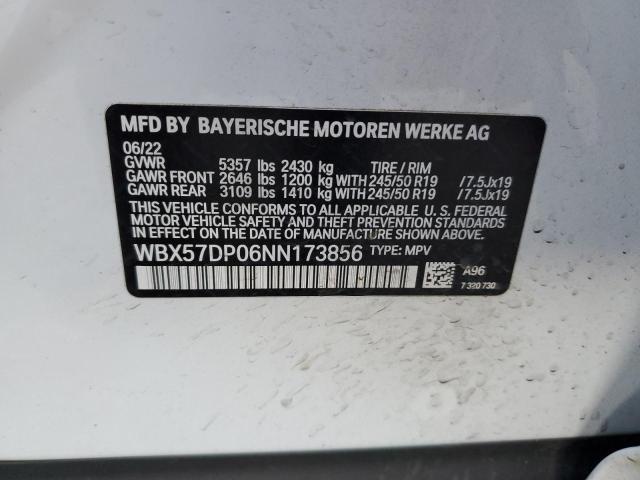 MFD BY BAYERISCHE MOTOREN WERKE AG
06/22
GVWR 5357 lbs 2430 kg TIRE / RIM
GAWR FRONT 2646 lbs 1200 kg WITH 245/50 R19 /7.5Jx19
GAWR REAR 3109 lbs 1410 kg WITH 245/50 R19 /7.5Jx19
THIS VEHICLE CONFORMS TO ALL APPLICABLE U. S. FEDERAL
MOTOR VEHICLE SAFETY AND THEFT PREVENTION STANDARDS
IN EFFECT ON THE DATE OF MANUFACTURE SHOWN ABOVE.
WBX57DP06NN173856 TYPE: MPV
A96
7 320 730